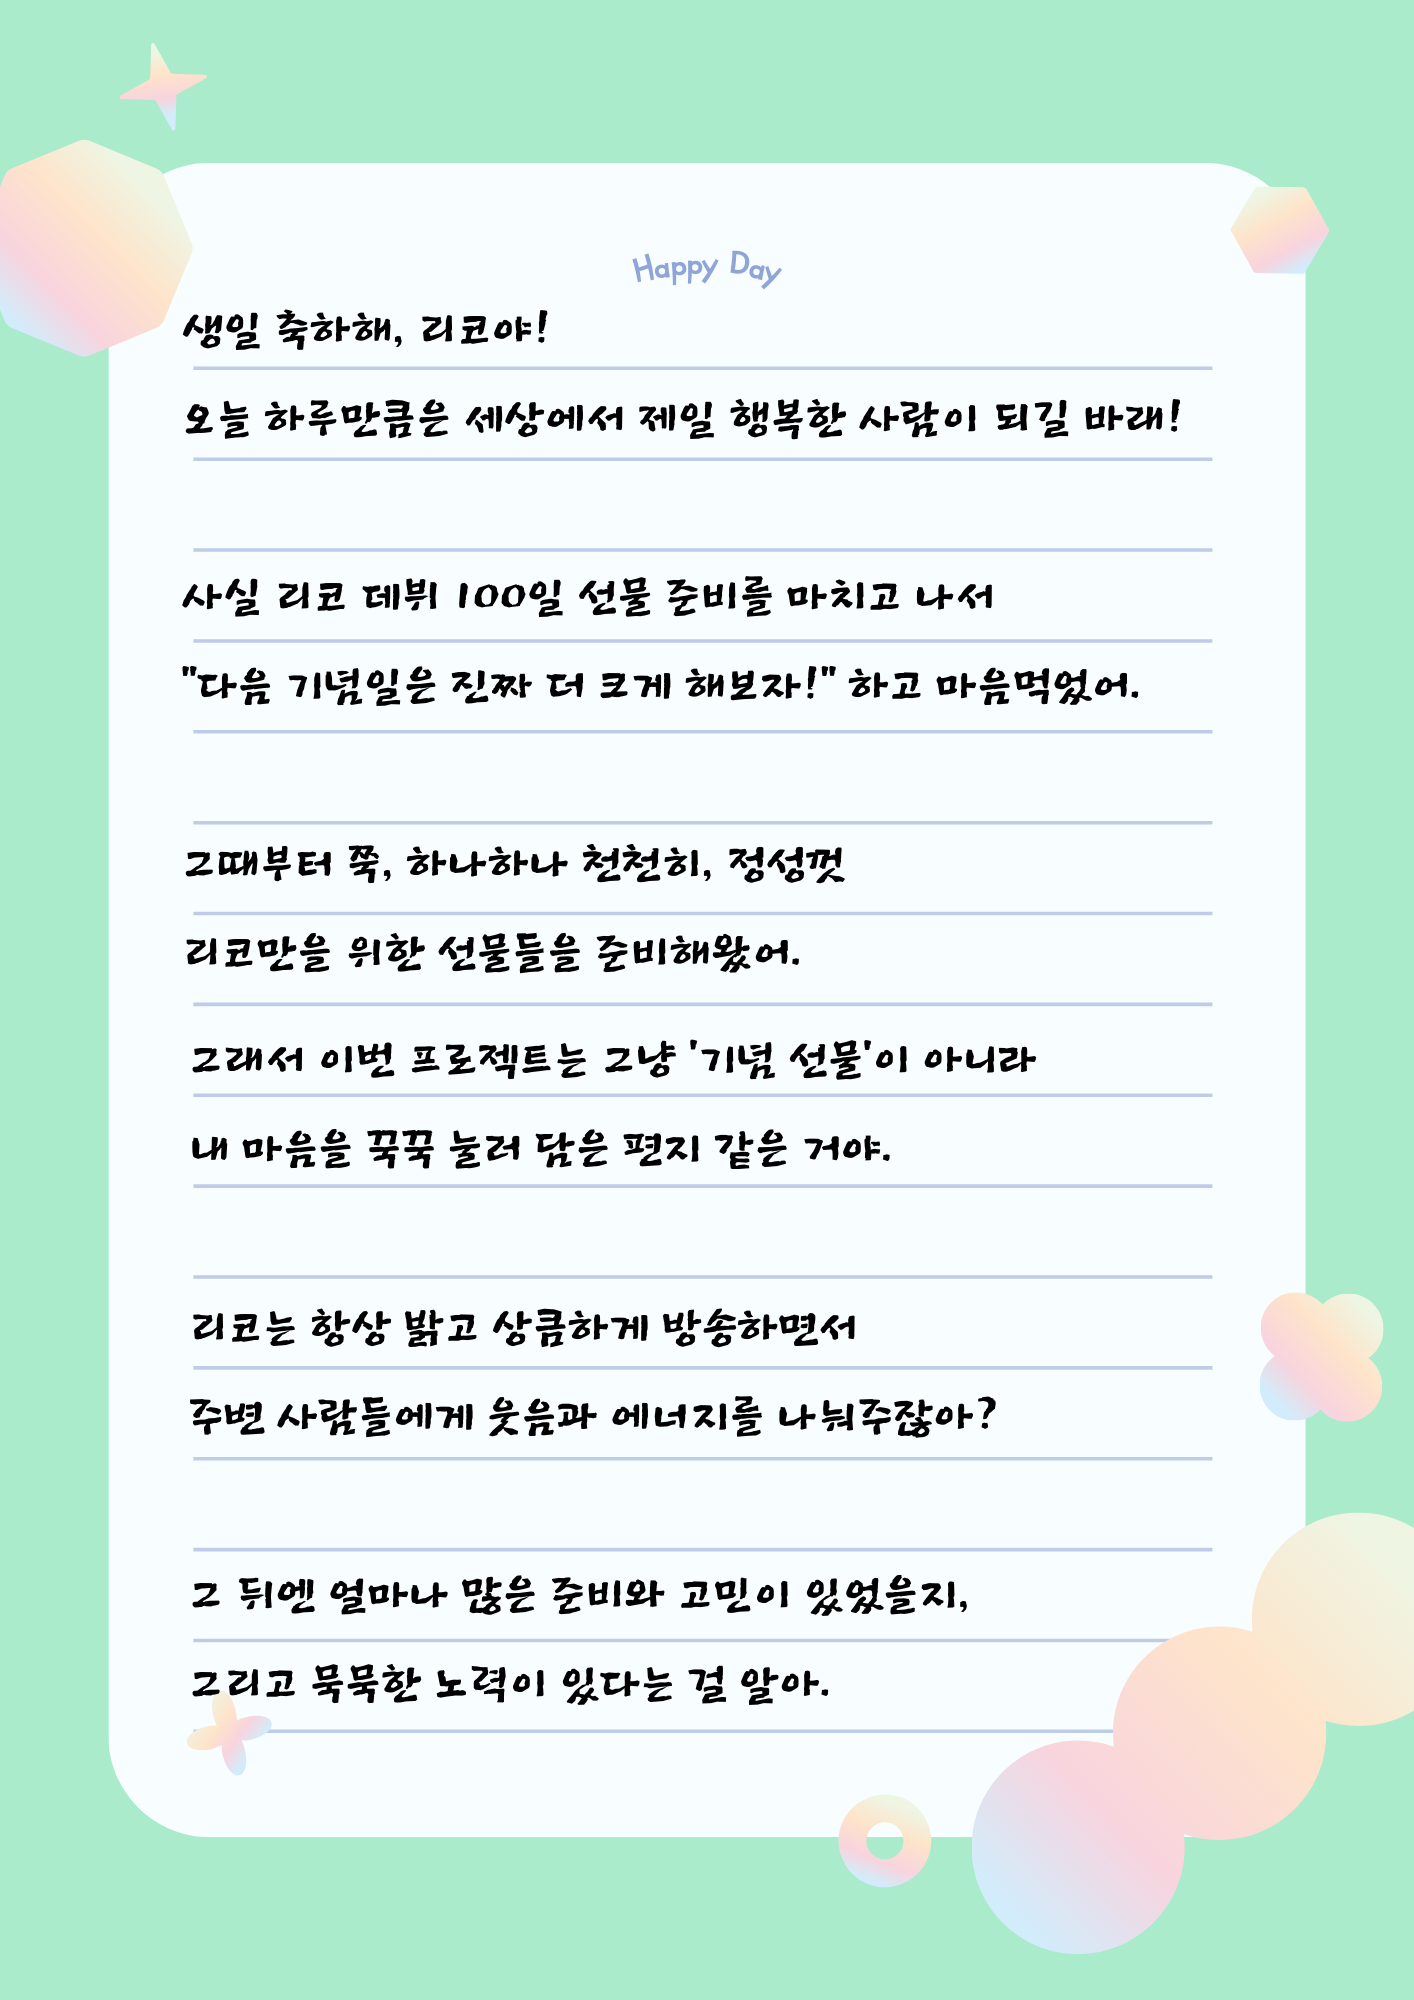 Happy Day
생일 축하해, 리코야!
오늘 하루만큼은 세상에서 제일 행복한 사람이 되길 바래!
사실 리코 데뷔 100일 선물 준비를 마치고 나서
"다음 기념일은 진짜 더 크게 해보자!" 하고 마음먹었어.
그때부터 쭉, 하나하나 천천히, 정성껏
리코만을 위한 선물들을 준비해왔어.
그래서 이번 프로젝트는 그냥 '기념 선물'이 아니라
내 마음을 꾹꾹 눌러 담은 편지 같은 거야.
리코는 항상 밝고 상큼하게 방송하면서
주변 사람들에게 웃음과 에너지를 나눠주잖아?
그 뒤엔 얼마나 많은 준비와 고민이 있었을지,
그리고 묵묵한 노력이 있다는 걸 알아.